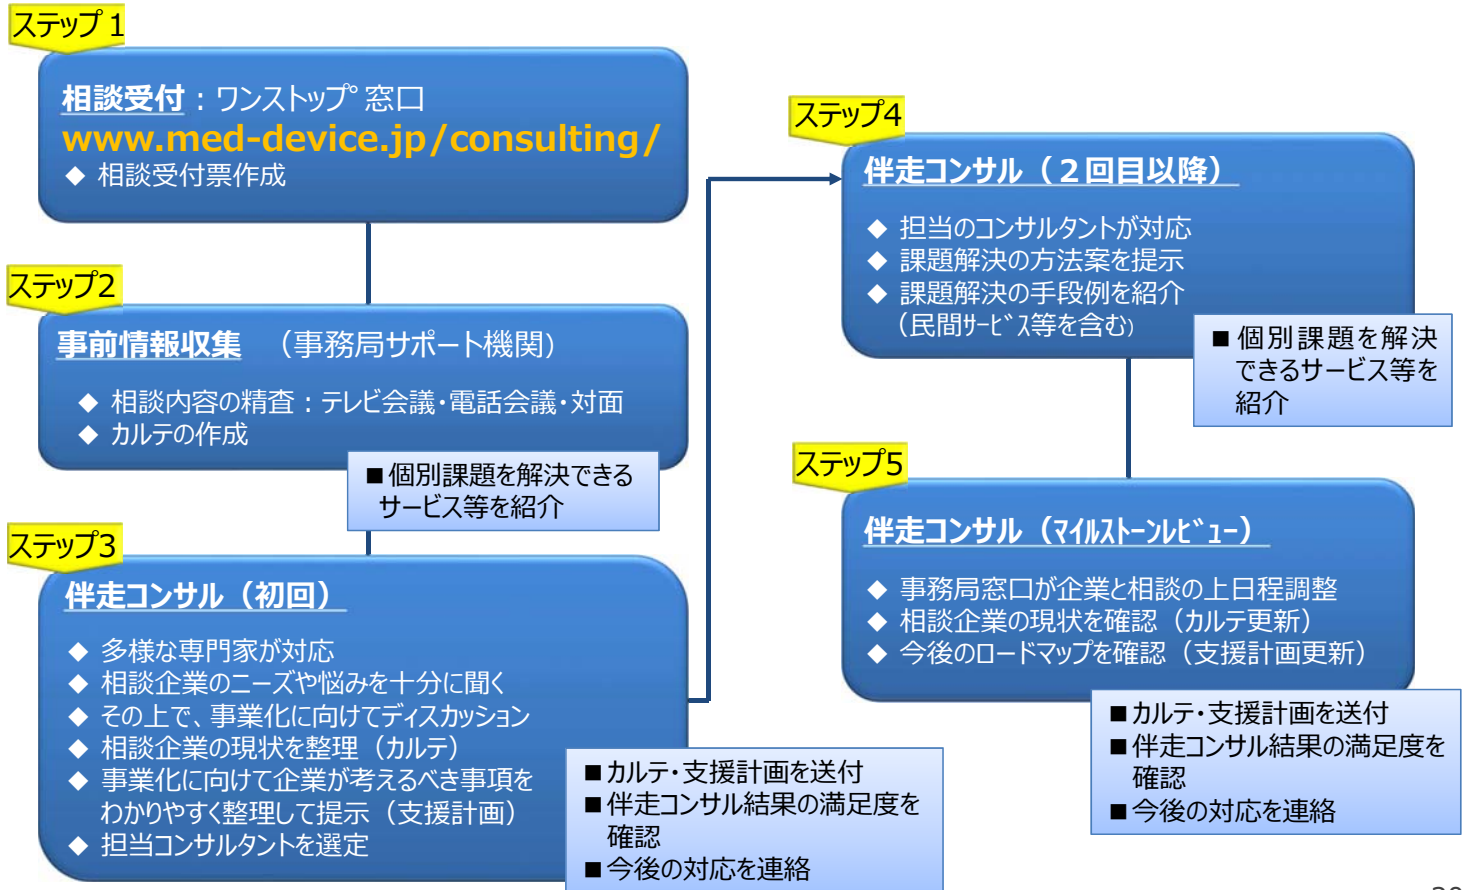 ステップ1
相談受付：ワンストップ窓口
www.med-device.jp/consulting/
◆ 相談受付票作成
ステップ2
事前情報収集　（事務局サポート機関）
◆ 相談内容の精査：テレビ会議・電話会議・対面
◆ カルテの作成
■個別課題を解決できる
サービス等を紹介
ステップ3
伴走コンサル（初回）
◆ 多様な専門家が対応
◆ 相談企業のニーズや悩みを十分に聞く
◆ その上で、事業化に向けてディスカッション
◆ 相談企業の現状を整理（カルテ）
◆ 事業化に向けて企業が考えるべき事項を
わかりやすく整理して提示（支援計画）
◆ 担当コンサルタントを選定
■カルテ・支援計画を送付
■伴走コンサル結果の満足度を
確認
■今後の対応を連絡
ステップ4
伴走コンサル（２回目以降）
◆ 担当のコンサルタントが対応
◆ 課題解決の方法案を提示
◆ 課題解決の手段例を紹介
（民間ｻｰﾋﾞｽ等を含む）
■個別課題を解決
できるサービス等を
紹介
ステップ5
伴走コンサル（ﾏｲﾙｽﾄｰﾝﾚﾋﾞｭｰ）
◆ 事務局窓口が企業と相談の上日程調整
◆ 相談企業の現状を確認（カルテ更新）
◆ 今後のロードマップを確認（支援計画更新）
■カルテ・支援計画を送付
■伴走コンサル結果の満足度を
確認
■今後の対応を連絡